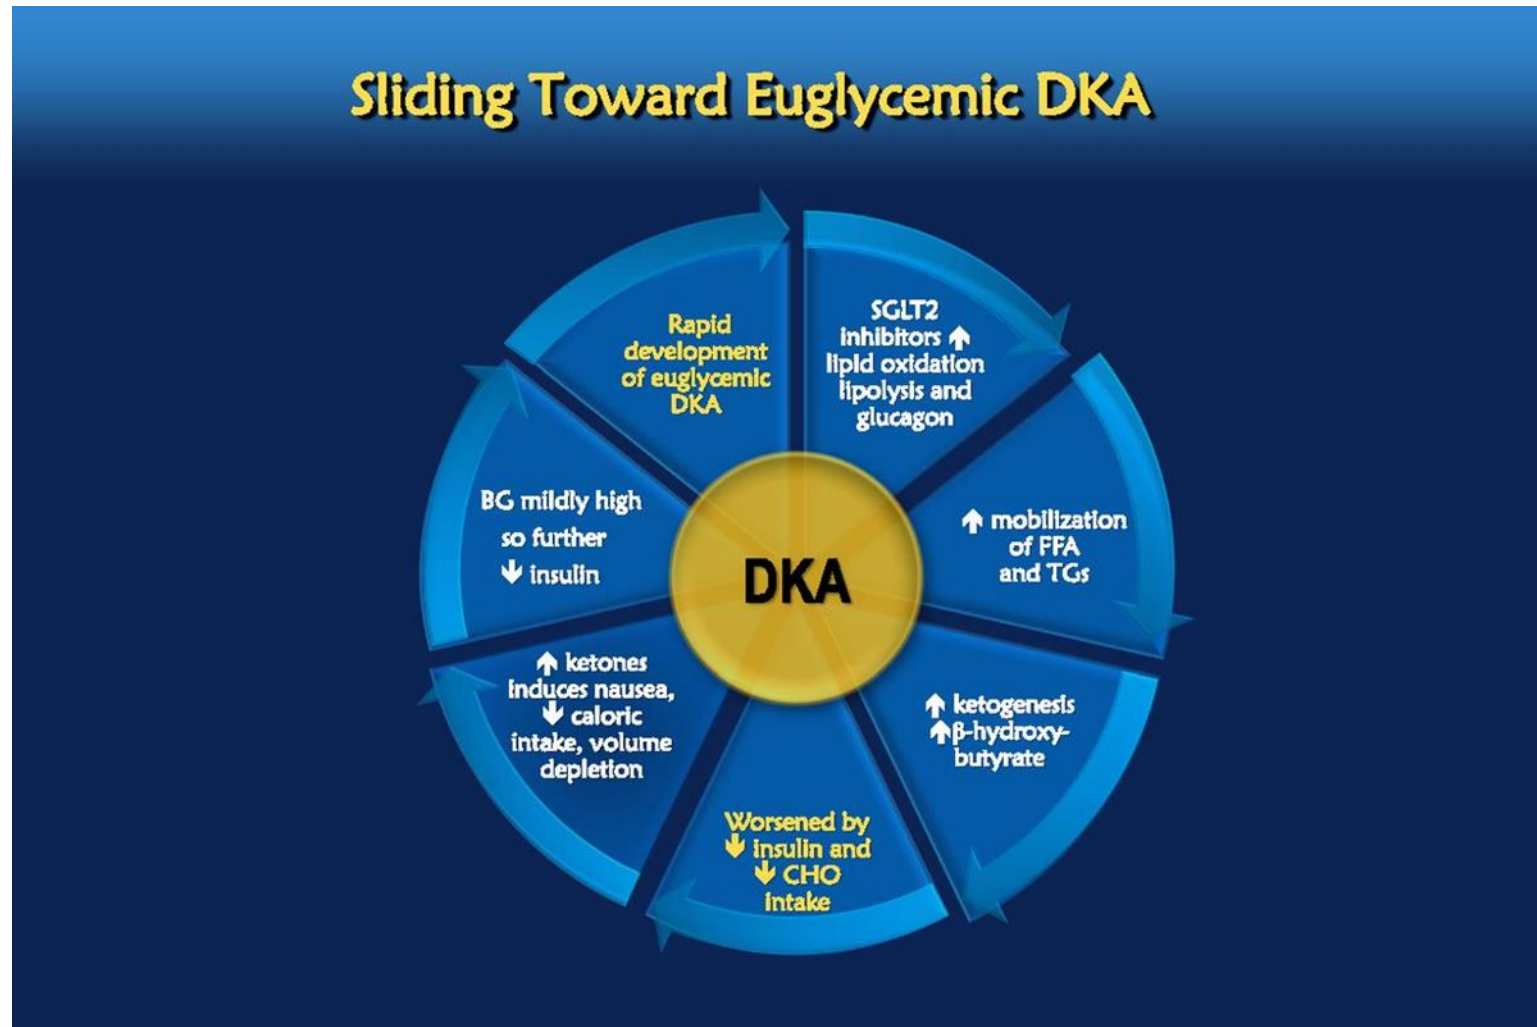 Sliding Toward Euglycemic DKA
SGLT2
inhibitors ↑
lipid oxidation
lipolysis and
glucagon
↑ mobilization
of FFA
and TGs
↑ ketogenesis
↑β-hydroxy-
butyrate
Worsened by
↓ insulin and
↓ CHO
intake
↑ ketones
induces nausea,
↓ caloric
intake, volume
depletion
BG mildly high
so further
↓ insulin
Rapid
development
of euglycemic
DKA
DKA